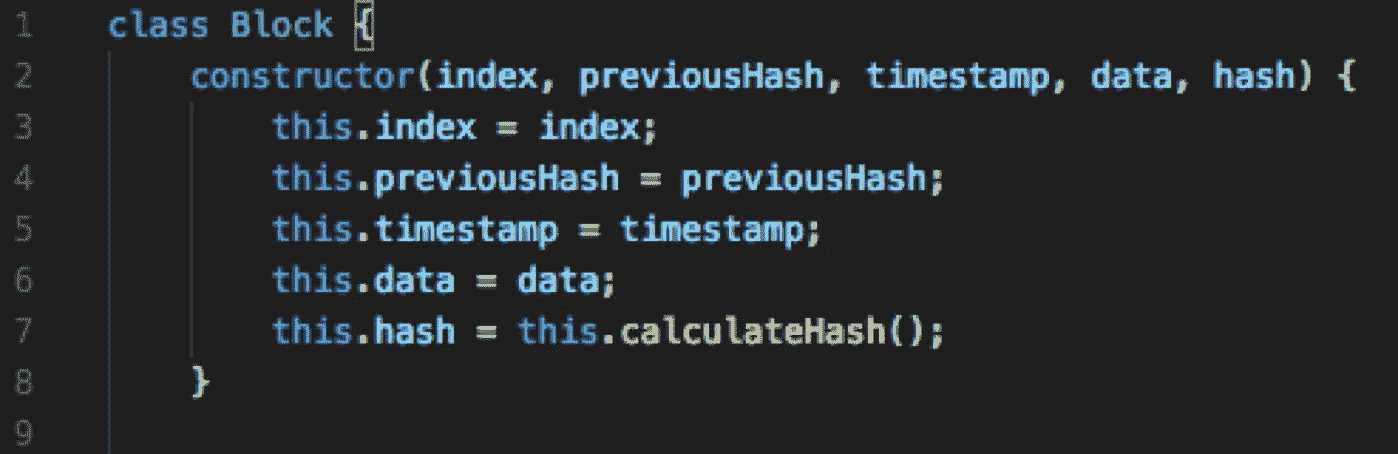 1 class Block {
2 constructor(index, previousHash, timestamp, data, hash) {
3 this.index = index;
4 this.previousHash = previousHash;
5 this.timestamp = timestamp;
6 this.data = data;
7 this.hash = this.calculateHash();
8 }
9